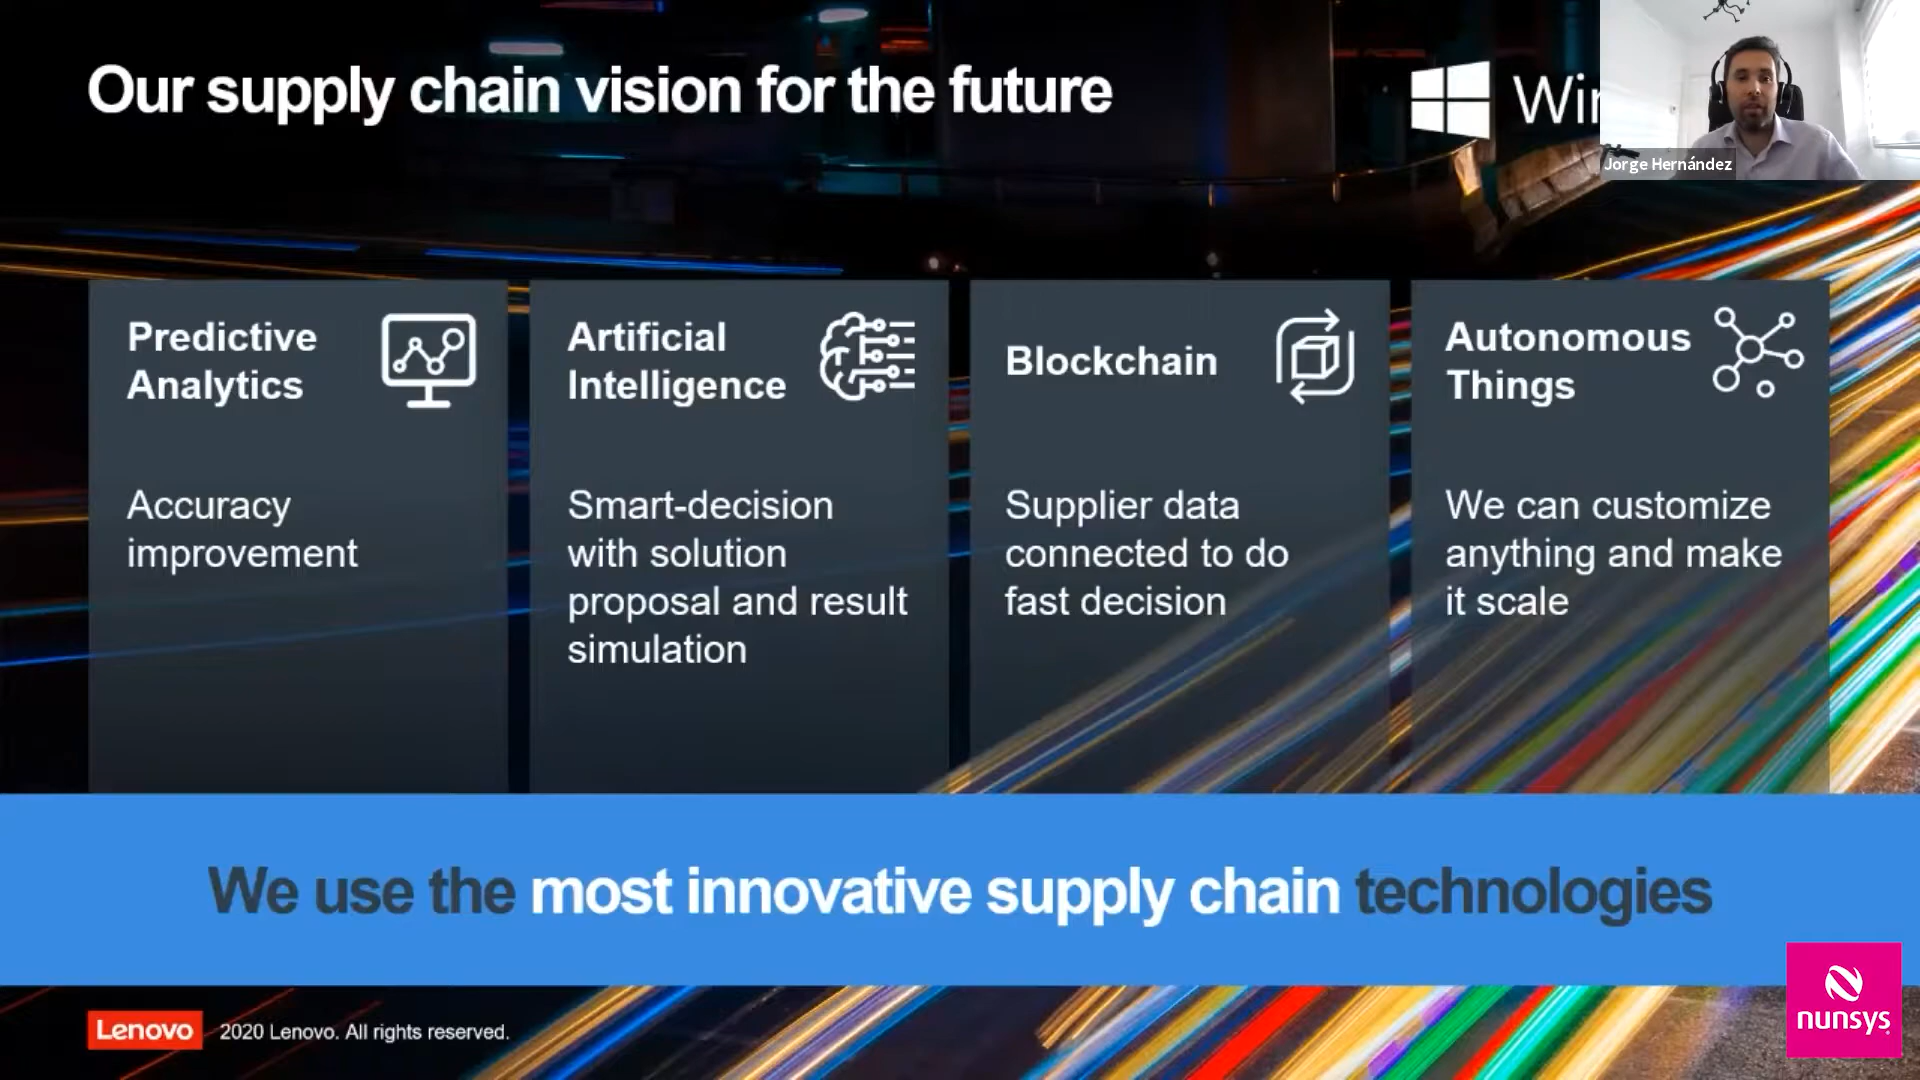 Our supply chain vision for the future
Jorge Hernández
Predictive
Analytics
Accuracy
improvement
Artificial
Intelligence
Smart-decision
with solution
proposal and result
simulation
Blockchain
Supplier data
connected to do
fast decision
Autonomous
Things
We can customize
anything and make
it scale
We use the most innovative supply chain technologies
Lenovo
2020 Lenovo. All rights reserved.
nunsys